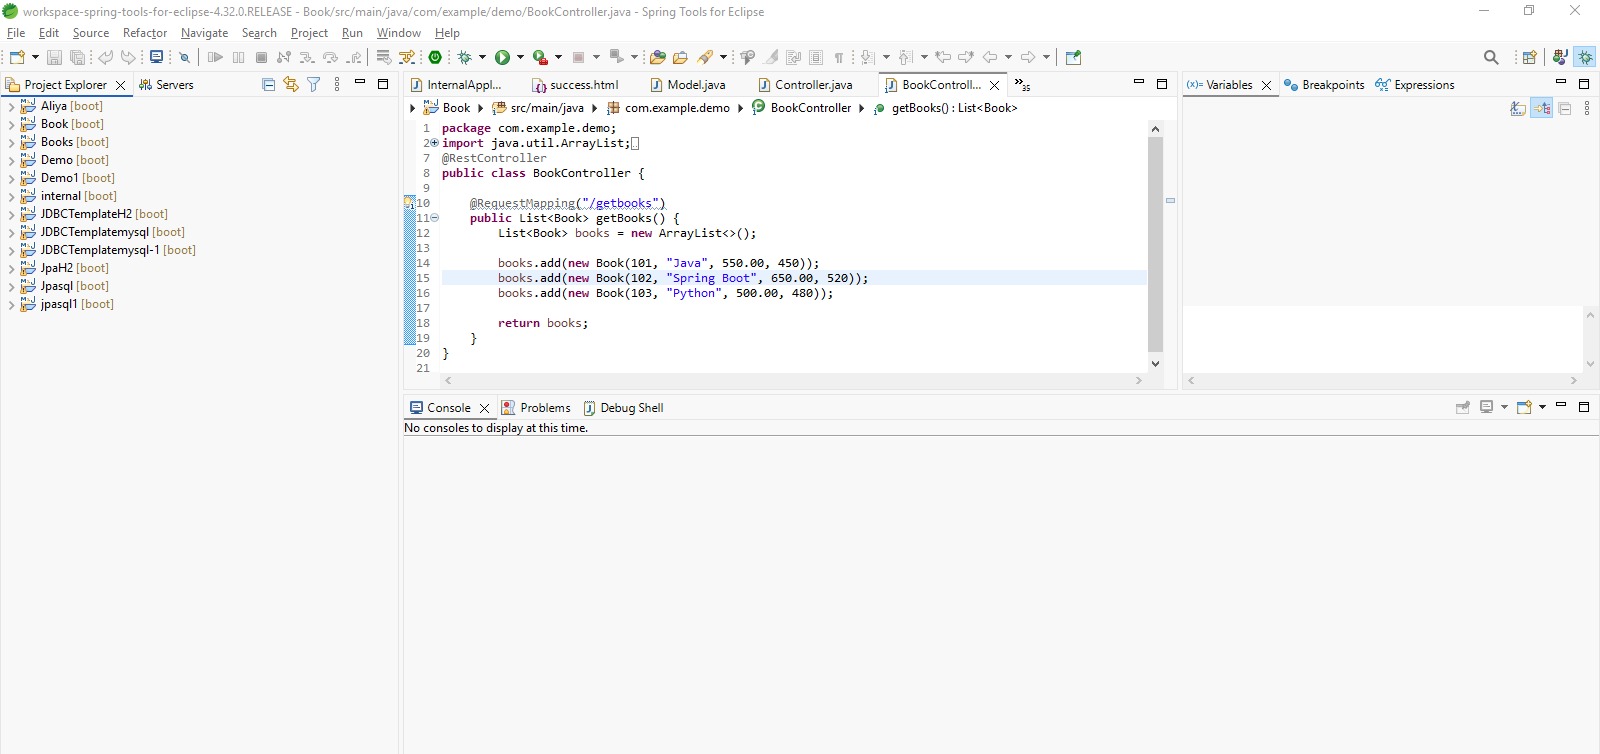 workspace-spring-tools-for-eclipse-4.32.0.RELEASE - Book/src/main/java/com/example/demo/BookController.java - Spring Tools for Eclipse
File Edit Source Refactor Navigate Search Project Run Window Help
Project Explorer Servers
Aliya [boot]
Book [boot]
Books [boot]
Demo [boot]
Demo1 [boot]
internal [boot]
JDBCTemplateH2 [boot]
JDBCTemplatemysql [boot]
JDBCTemplatemysql-1 [boot]
JpaH2 [boot]
Jpasql [boot]
jpasql1 [boot]
InternalAppl... success.html Model.java Controller.java BookControll... »35
Book src/main/java com.example.demo BookController getBooks() : List<Book>
1 package com.example.demo;
2 import java.util.ArrayList;
7 @RestController
8 public class BookController {
9
10 @RequestMapping("/getbooks")
11 public List<Book> getBooks() {
12 List<Book> books = new ArrayList<>();
13
14 books.add(new Book(101, "Java", 550.00, 450));
15 books.add(new Book(102, "Spring Boot", 650.00, 520));
16 books.add(new Book(103, "Python", 500.00, 480));
17
18 return books;
19 }
20 }
21
(x)= Variables Breakpoints Expressions
Console Problems Debug Shell
No consoles to display at this time.